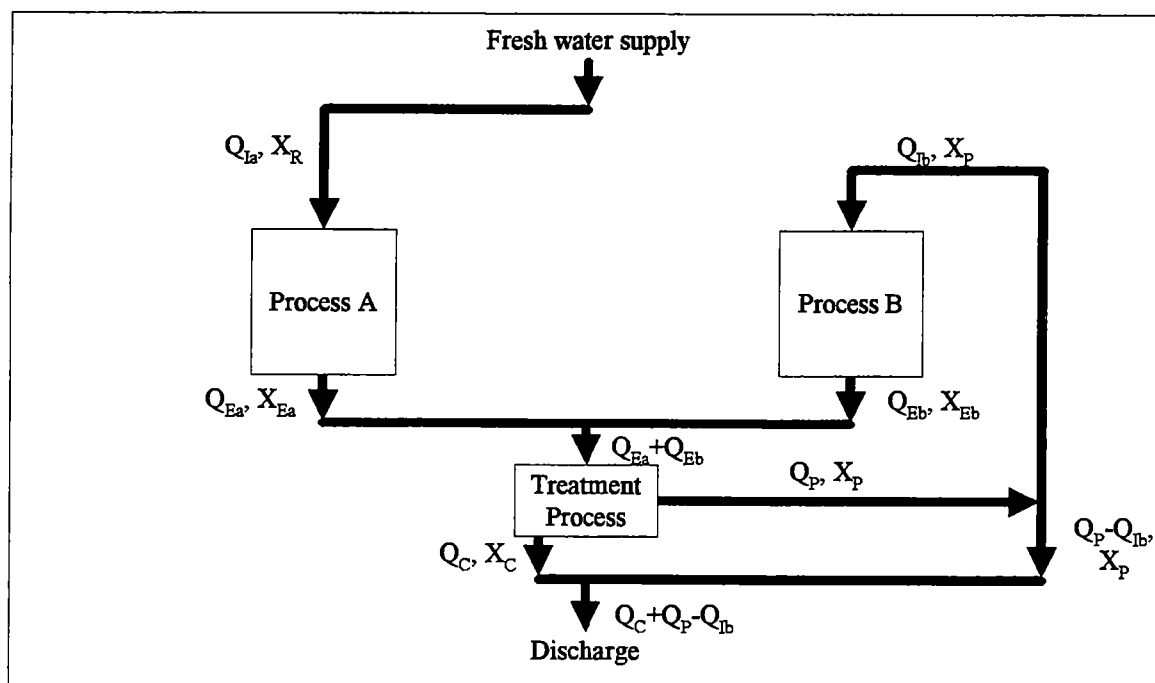 Fresh water supply
Q_Ia, X_R
Q_Ib, X_P
Process A
Process B
Q_Ea, X_Ea
Q_Eb, X_Eb
Q_Ea+Q_Eb
Treatment
Process
Q_P, X_P
Q_C, X_C
Q_P-Q_Ib,
X_P
Q_C+Q_P-Q_Ib
Discharge